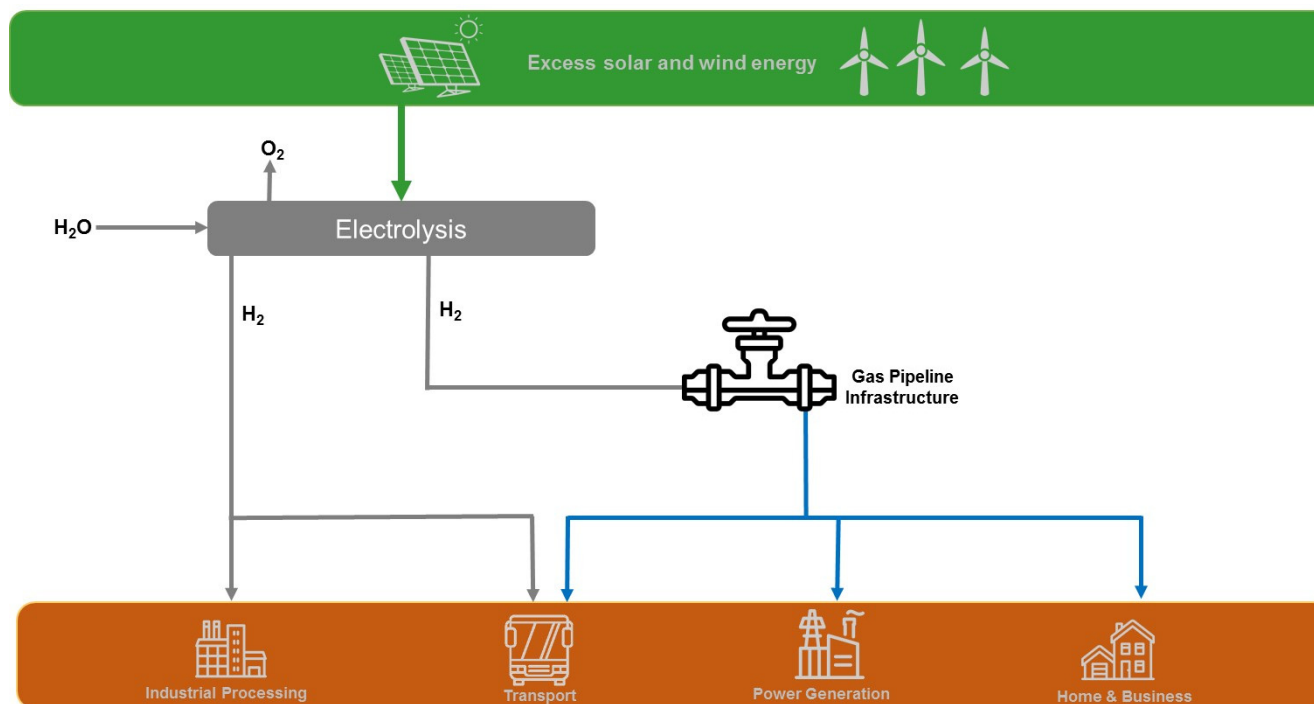 Excess solar and wind energy
O₂
H₂O
Electrolysis
H₂
H₂
Gas Pipeline
Infrastructure
Industrial Processing
Transport
Power Generation
Home & Business